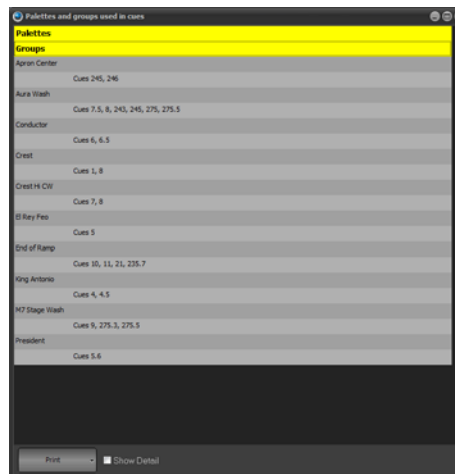 Palettes and groups used in cues
Palettes
Groups
Apron Center
Cues 245, 246
Aura Wash
Cues 7.5, 8, 243, 245, 275, 275.5
Conductor
Cues 6, 6.5
Crest
Cues 1, 8
Crest Hi CW
Cues 7, 8
El Rey Feo
Cues 5
End of Ramp
Cues 10, 11, 21, 235.7
King Antonio
Cues 4, 4.5
M7 Stage Wash
Cues 9, 275.3, 275.5
President
Cues 5.6
Print
Show Detail